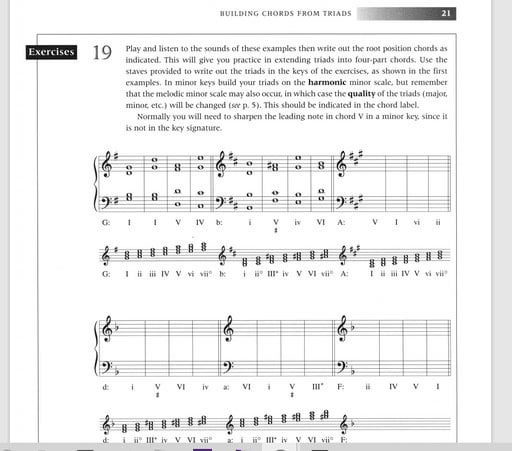 BUILDING CHORDS FROM TRIADS 21
Exercises 19 Play and listen to the sounds of these examples then write out the root position chords as
indicated. This will give you practice in extending triads into four-part chords. Use the
staves provided to write out the triads in the keys of the exercises, as shown in the first
examples. In minor keys build your triads on the harmonic minor scale, but remember
that the melodic minor scale may also occur, in which case the quality of the triads (major,
minor, etc.) will be changed (see p. 5). This should be indicated in the chord label.
Normally you will need to sharpen the leading note in chord V in a minor key, since it
is not in the key signature.
G: I I V IV b: i V iv VI A: V I vi ii
♯
G: I ii iii IV V vi vii° b: i ii° III⁺ iv V VI vii° A: I ii iii IV V vi vii°
d: i V VI iv a: VI i V III⁺ F: ii IV V I
♯ ♯
d: i ii° III⁺ iv V VI vii° a: i ii° III⁺ iv V VI vii° F: